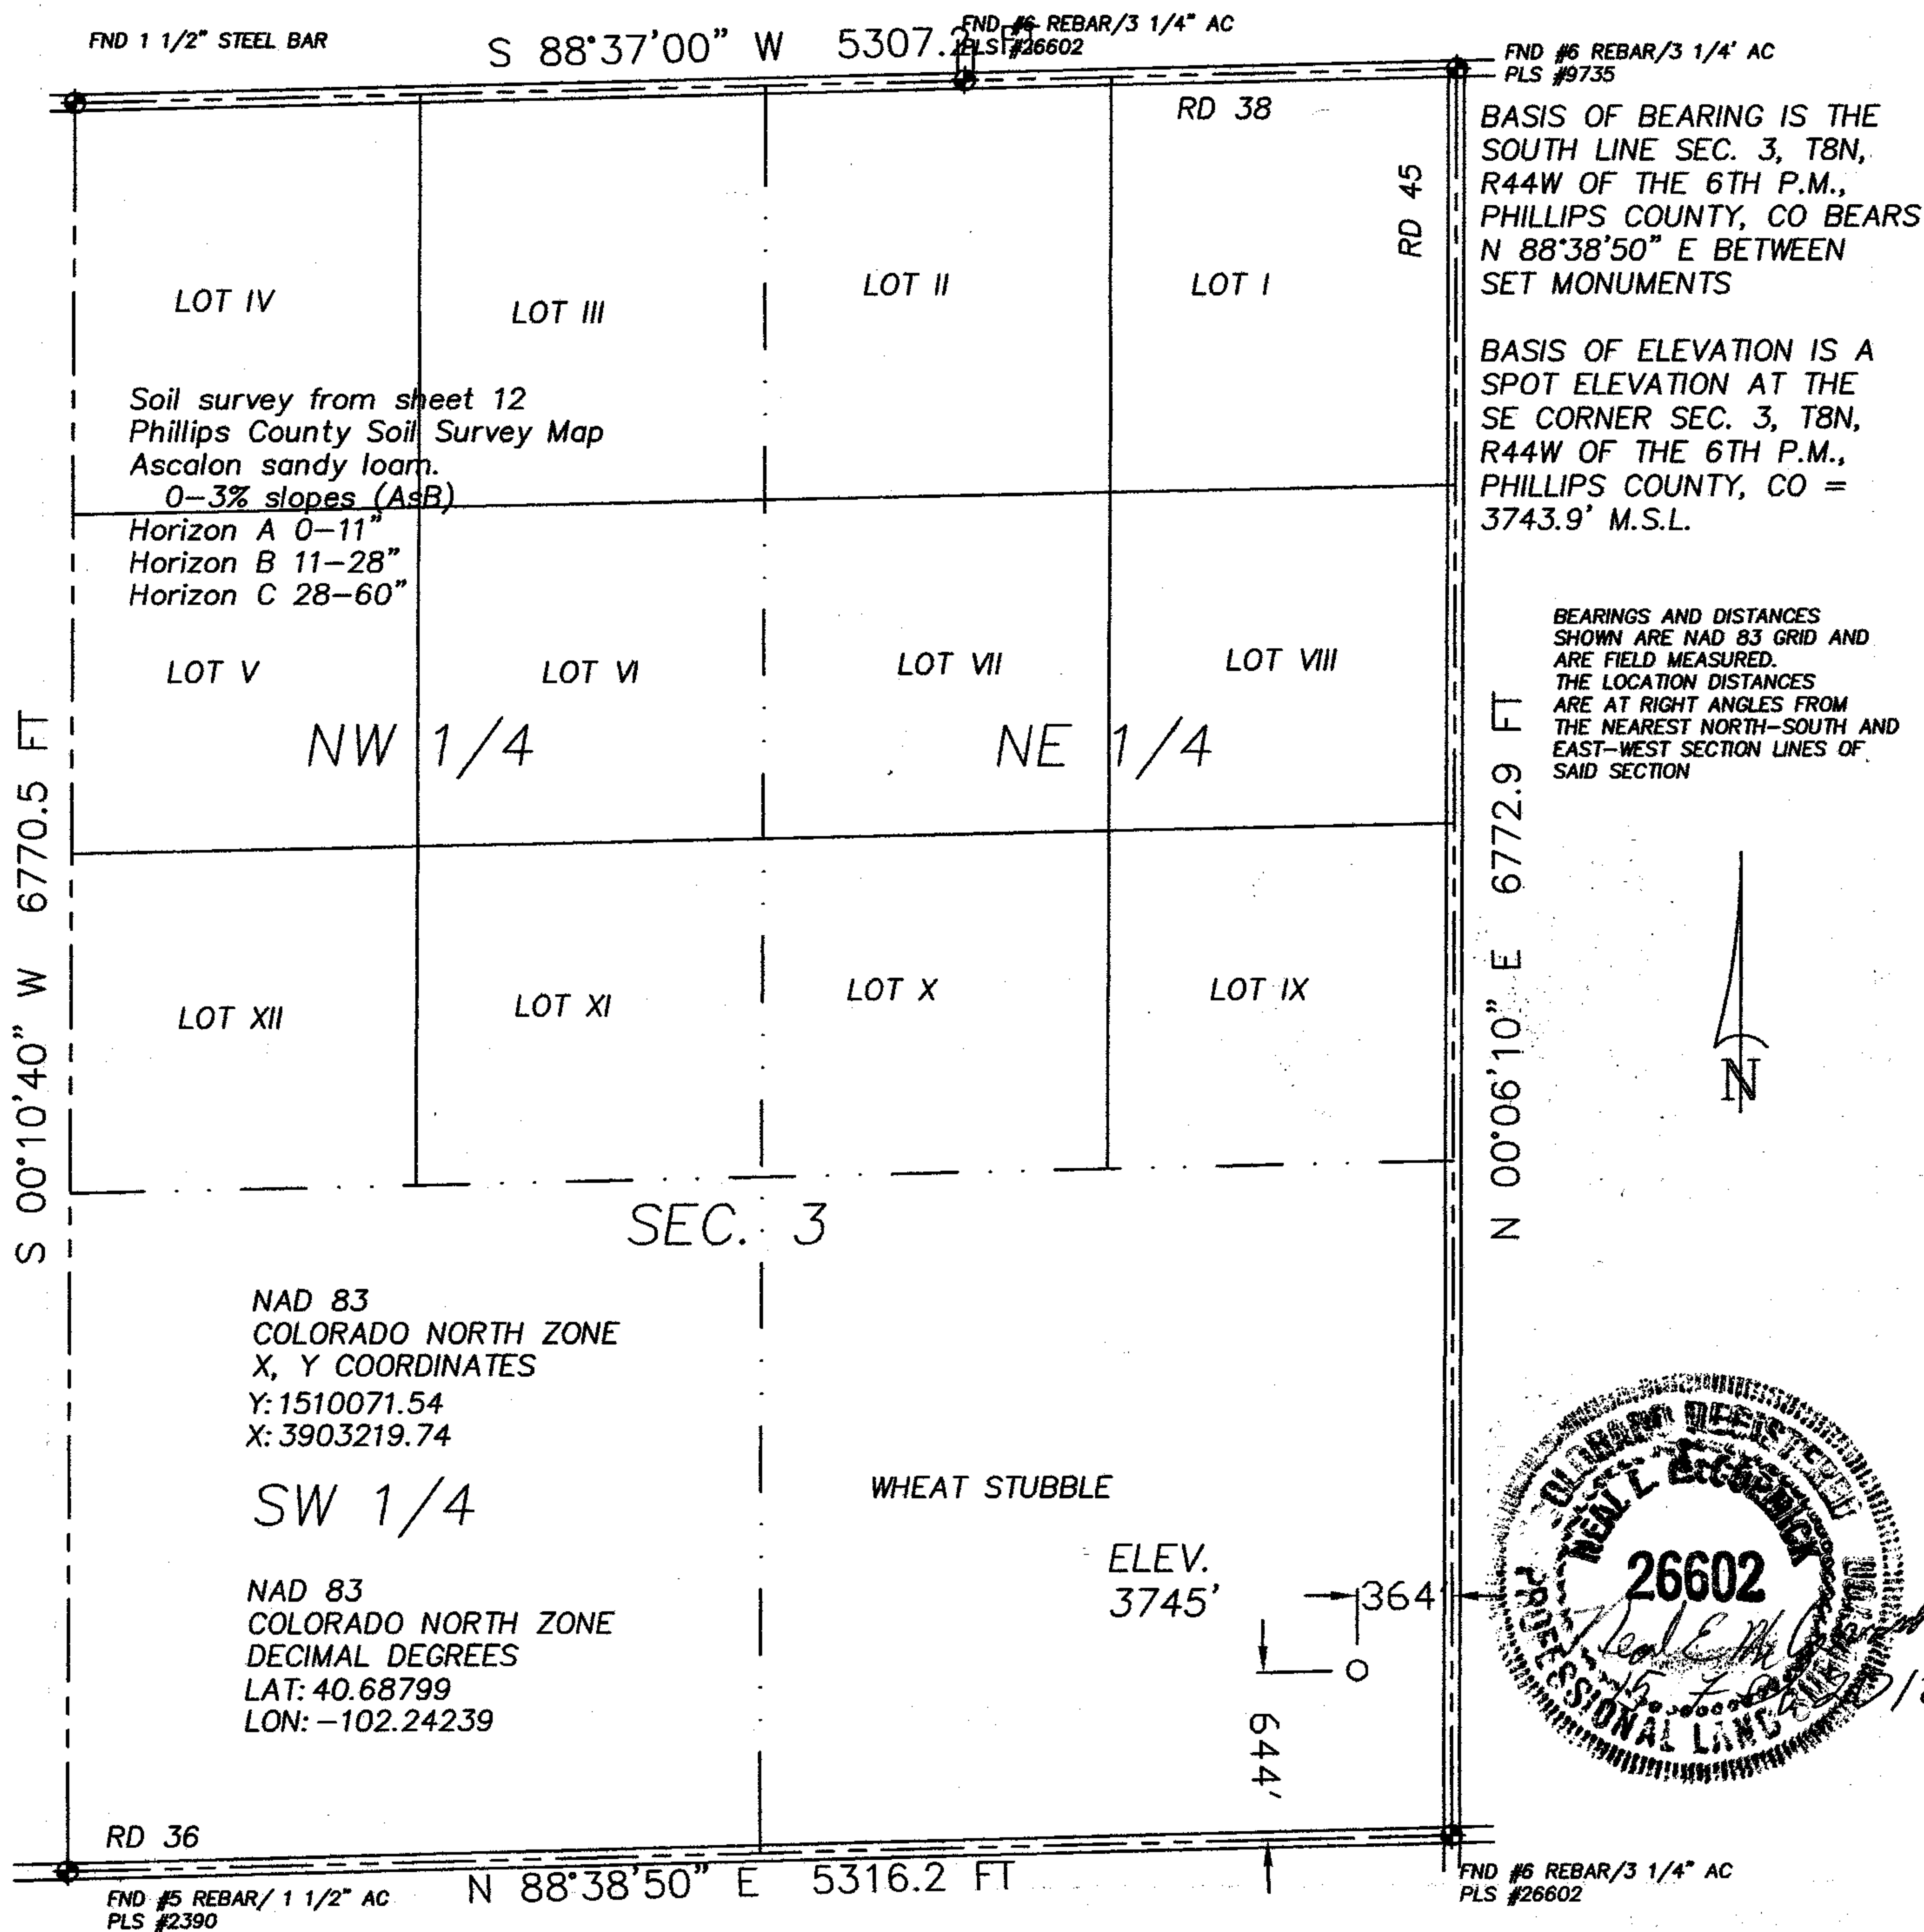 FND 1 1/2" STEEL BAR
S 88°37'00" W 5307.2 FT
FND #6 REBAR/3 1/4" AC
PLS #26602
FND #6 REBAR/3 1/4' AC
PLS #9735
RD 38
RD 45
BASIS OF BEARING IS THE
SOUTH LINE SEC. 3, T8N,
R44W OF THE 6TH P.M.,
PHILLIPS COUNTY, CO BEARS
N 88°38'50" E BETWEEN
SET MONUMENTS
BASIS OF ELEVATION IS A
SPOT ELEVATION AT THE
SE CORNER SEC. 3, T8N,
R44W OF THE 6TH P.M.,
PHILLIPS COUNTY, CO =
3743.9' M.S.L.
LOT IV
LOT III
LOT II
LOT I
Soil survey from sheet 12
Phillips County Soil Survey Map
Ascalon sandy loam.
0-3% slopes (AsB)
Horizon A 0-11"
Horizon B 11-28"
Horizon C 28-60"
BEARINGS AND DISTANCES
SHOWN ARE NAD 83 GRID AND
ARE FIELD MEASURED.
THE LOCATION DISTANCES
ARE AT RIGHT ANGLES FROM
THE NEAREST NORTH-SOUTH AND
EAST-WEST SECTION LINES OF
SAID SECTION
LOT V
LOT VI
LOT VII
LOT VIII
NW 1/4
NE 1/4
S 00°10'40" W 6770.5 FT
N 00°06'10" E 6772.9 FT
LOT XII
LOT XI
LOT X
LOT IX
N
SEC. 3
NAD 83
COLORADO NORTH ZONE
X, Y COORDINATES
Y: 1510071.54
X: 3903219.74
SW 1/4
WHEAT STUBBLE
NAD 83
COLORADO NORTH ZONE
DECIMAL DEGREES
LAT: 40.68799
LON: -102.24239
ELEV.
3745'
364'
644'
COLORADO REGISTERED
NEAL L. McCORMICK
26602
PROFESSIONAL LAND
RD 36
N 88°38'50" E 5316.2 FT
FND #5 REBAR/ 1 1/2" AC
PLS #2390
FND #6 REBAR/3 1/4" AC
PLS #26602